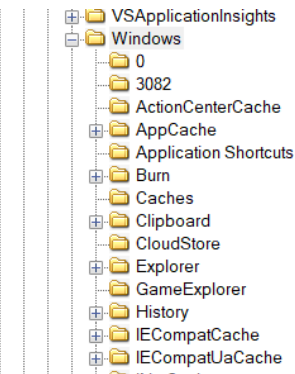 VSApplicationInsights
Windows
0
3082
ActionCenterCache
AppCache
Application Shortcuts
Burn
Caches
Clipboard
CloudStore
Explorer
GameExplorer
History
IECompatCache
IECompatUaCache